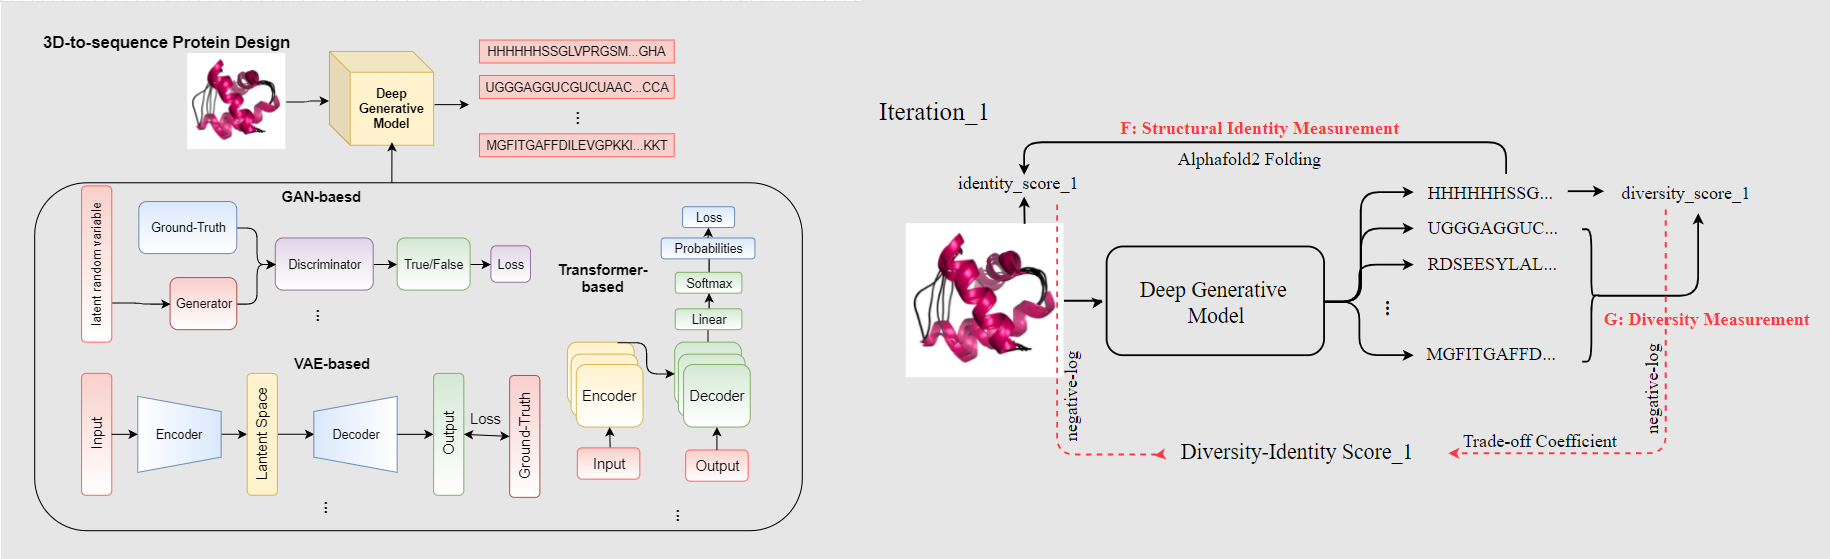 3D-to-sequence Protein Design
Deep
Generative
Model
HHHHHHSSGLVPRGSM...GHA
UGGGAGGUCGUCUAAC...CCA
...
MGFITGAFFDILEVGPKKI...KKT
GAN-baesd
latent random variable
Ground-Truth
Generator
Discriminator
True/False
Loss
...
VAE-based
Input
Encoder
Lantent Space
Decoder
Output
Loss
Ground-Truth
...
Transformer-
based
Loss
Probabilities
Softmax
Linear
Encoder
Decoder
Input
Output
...
Iteration_1
F: Structural Identity Measurement
Alphafold2 Folding
identity_score_1
Deep Generative
Model
HHHHHHSSG...
UGGGAGGUC...
RDSEESYLAL...
...
MGFITGAFFD...
diversity_score_1
G: Diversity Measurement
negative-log
negative-log
Trade-off Coefficient
Diversity-Identity Score_1